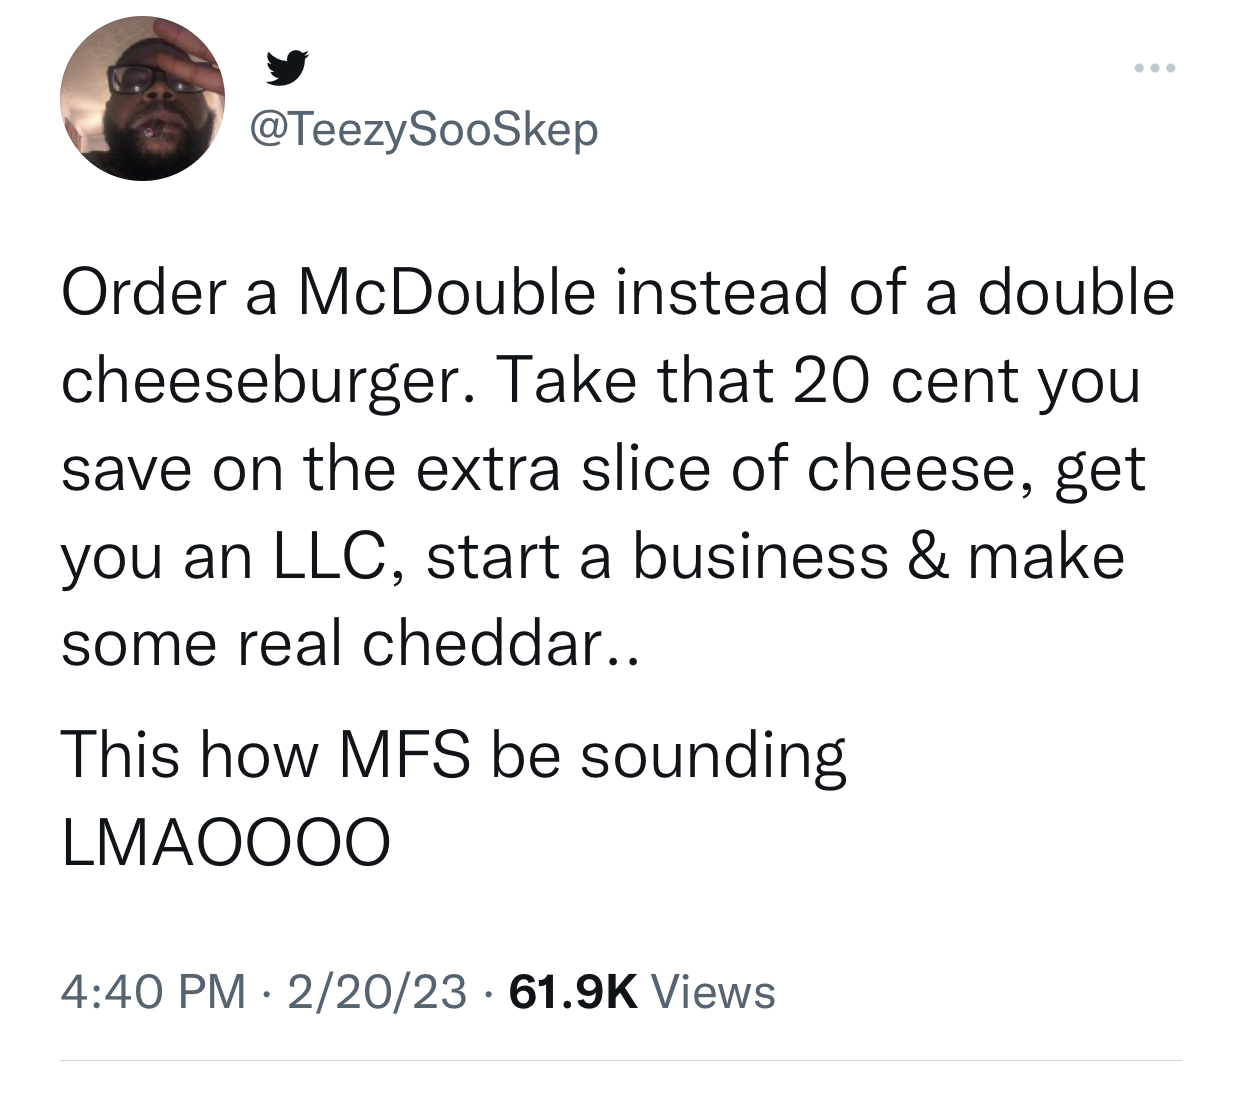 @TeezySooSkep
Order a McDouble instead of a double
cheeseburger. Take that 20 cent you
save on the extra slice of cheese, get
you an LLC, start a business & make
some real cheddar..
This how MFS be sounding
LMAOOOO
4:40 PM · 2/20/23 · 61.9K Views